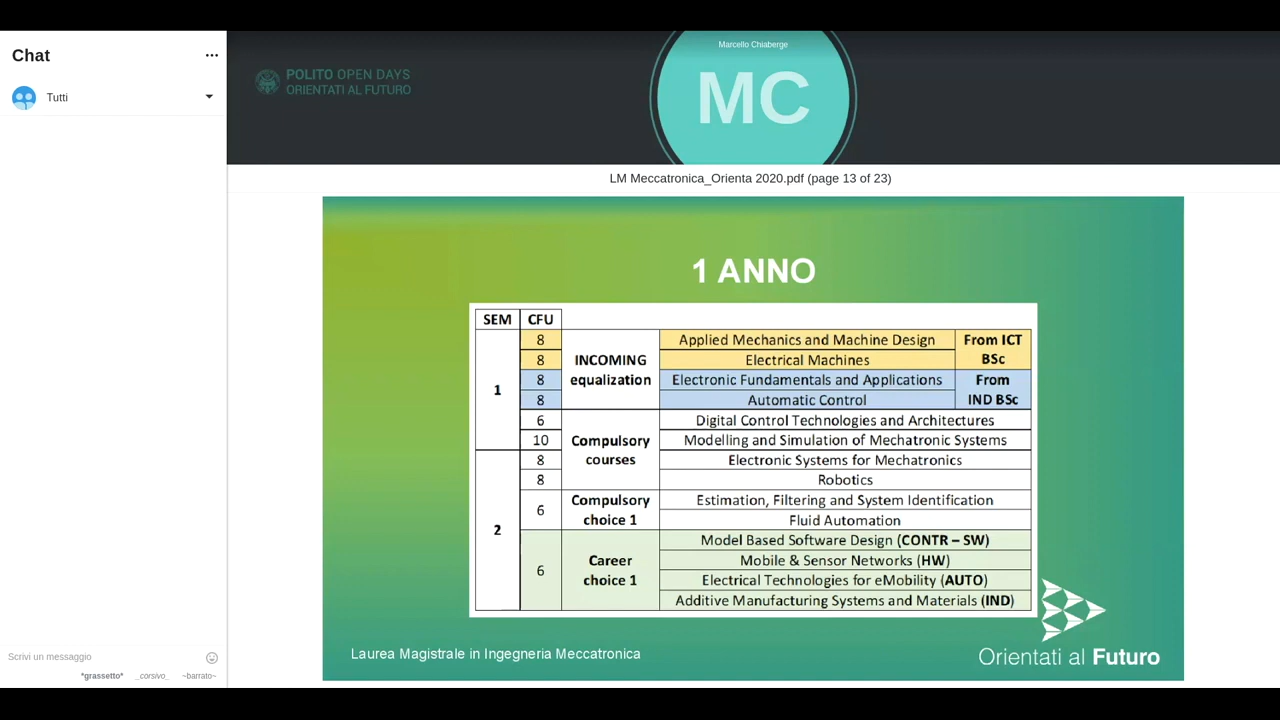 Chat
Tutti
Scrivi un messaggio
*grassetto* _corsivo_ ~barrato~
POLITO OPEN DAYS
ORIENTATI AL FUTURO
Marcello Chiaberge
MC
LM Meccatronica_Orienta 2020.pdf (page 13 of 23)
1 ANNO
SEM CFU
1
8 INCOMING equalization Applied Mechanics and Machine Design From ICT BSc
8 Electrical Machines
8 Electronic Fundamentals and Applications From IND BSc
8 Automatic Control
6 Compulsory courses Digital Control Technologies and Architectures
10 Modelling and Simulation of Mechatronic Systems
2
8 Electronic Systems for Mechatronics
8 Robotics
6 Compulsory choice 1 Estimation, Filtering and System Identification
Fluid Automation
6 Career choice 1 Model Based Software Design (CONTR – SW)
Mobile & Sensor Networks (HW)
Electrical Technologies for eMobility (AUTO)
Additive Manufacturing Systems and Materials (IND)
Laurea Magistrale in Ingegneria Meccatronica
Orientati al Futuro